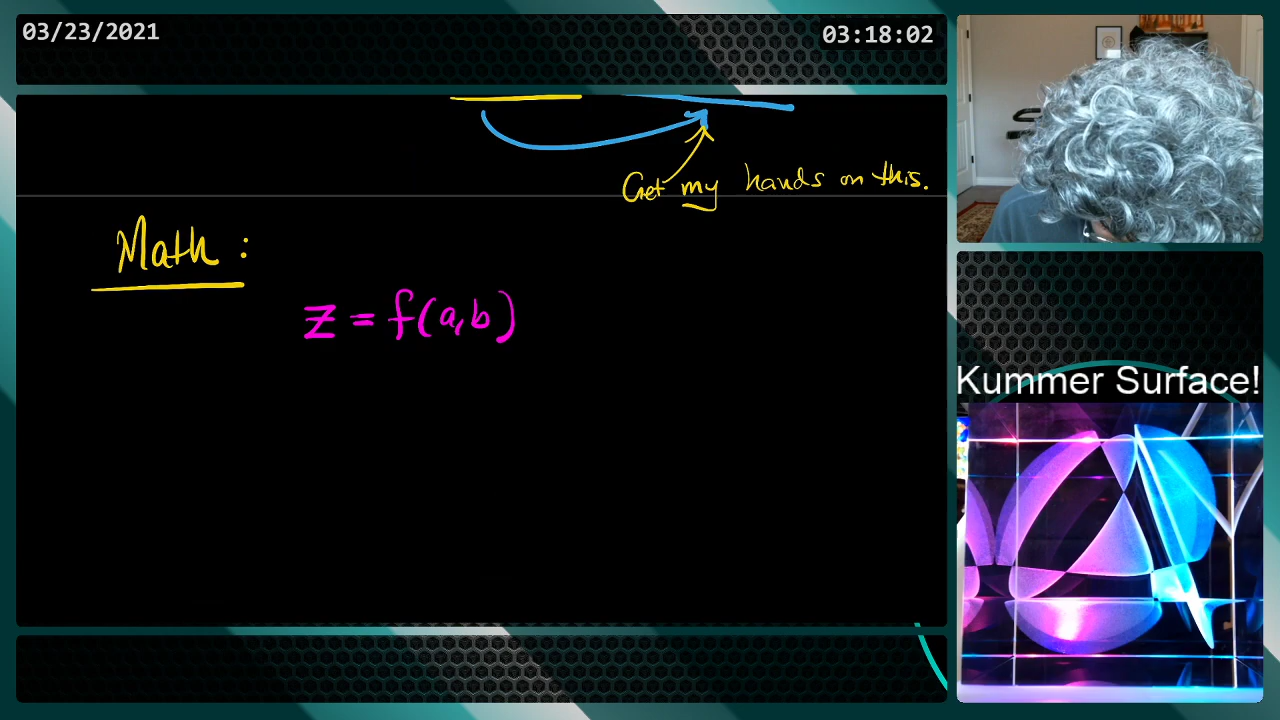 03/23/2021
03:18:02
Get my hands on this.
Math:
z = f(a,b)
Kummer Surface!